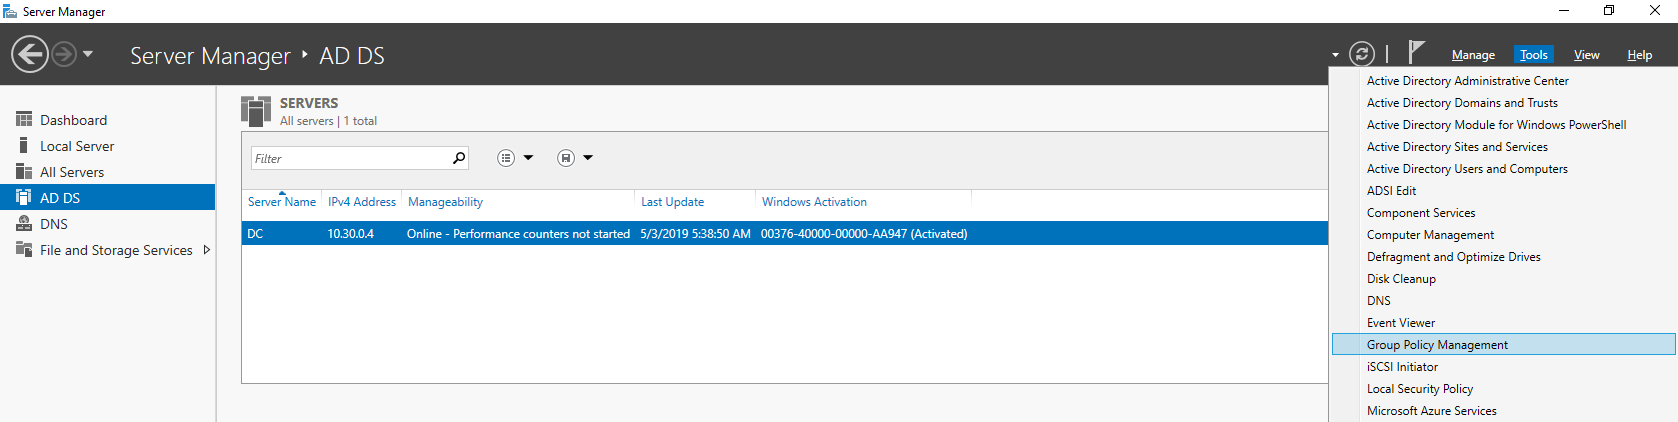 Server Manager
Server Manager ‣ AD DS
Manage Tools View Help
Dashboard
Local Server
All Servers
AD DS
DNS
File and Storage Services
SERVERS
All servers | 1 total
Filter
Server Name IPv4 Address Manageability Last Update Windows Activation
DC 10.30.0.4 Online - Performance counters not started 5/3/2019 5:38:50 AM 00376-40000-00000-AA947 (Activated)
Active Directory Administrative Center
Active Directory Domains and Trusts
Active Directory Module for Windows PowerShell
Active Directory Sites and Services
Active Directory Users and Computers
ADSI Edit
Component Services
Computer Management
Defragment and Optimize Drives
Disk Cleanup
DNS
Event Viewer
Group Policy Management
iSCSI Initiator
Local Security Policy
Microsoft Azure Services